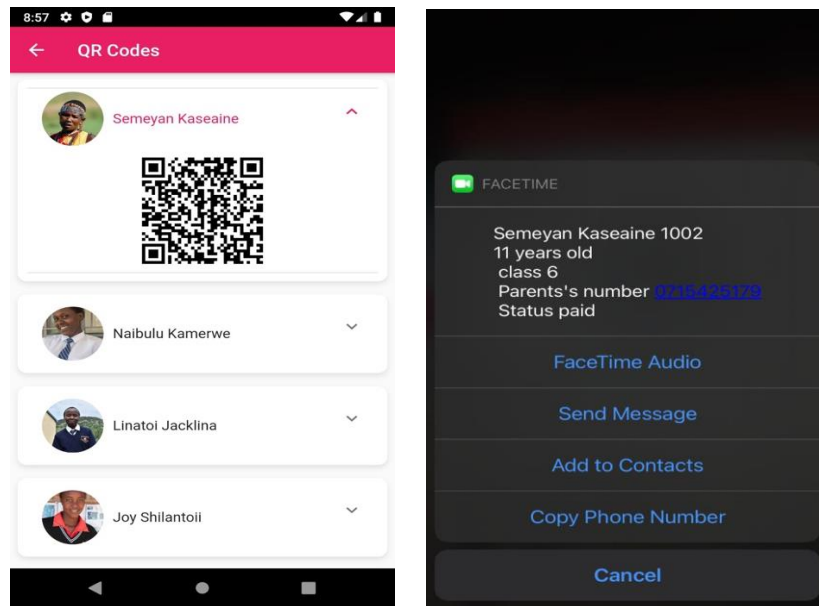 8:57
QR Codes
Semeyan Kaseaine
Naibulu Kamerwe
Linatoi Jacklina
Joy Shilantoii
FACETIME
Semeyan Kaseaine 1002
11 years old
class 6
Parents's number 0715425179
Status paid
FaceTime Audio
Send Message
Add to Contacts
Copy Phone Number
Cancel